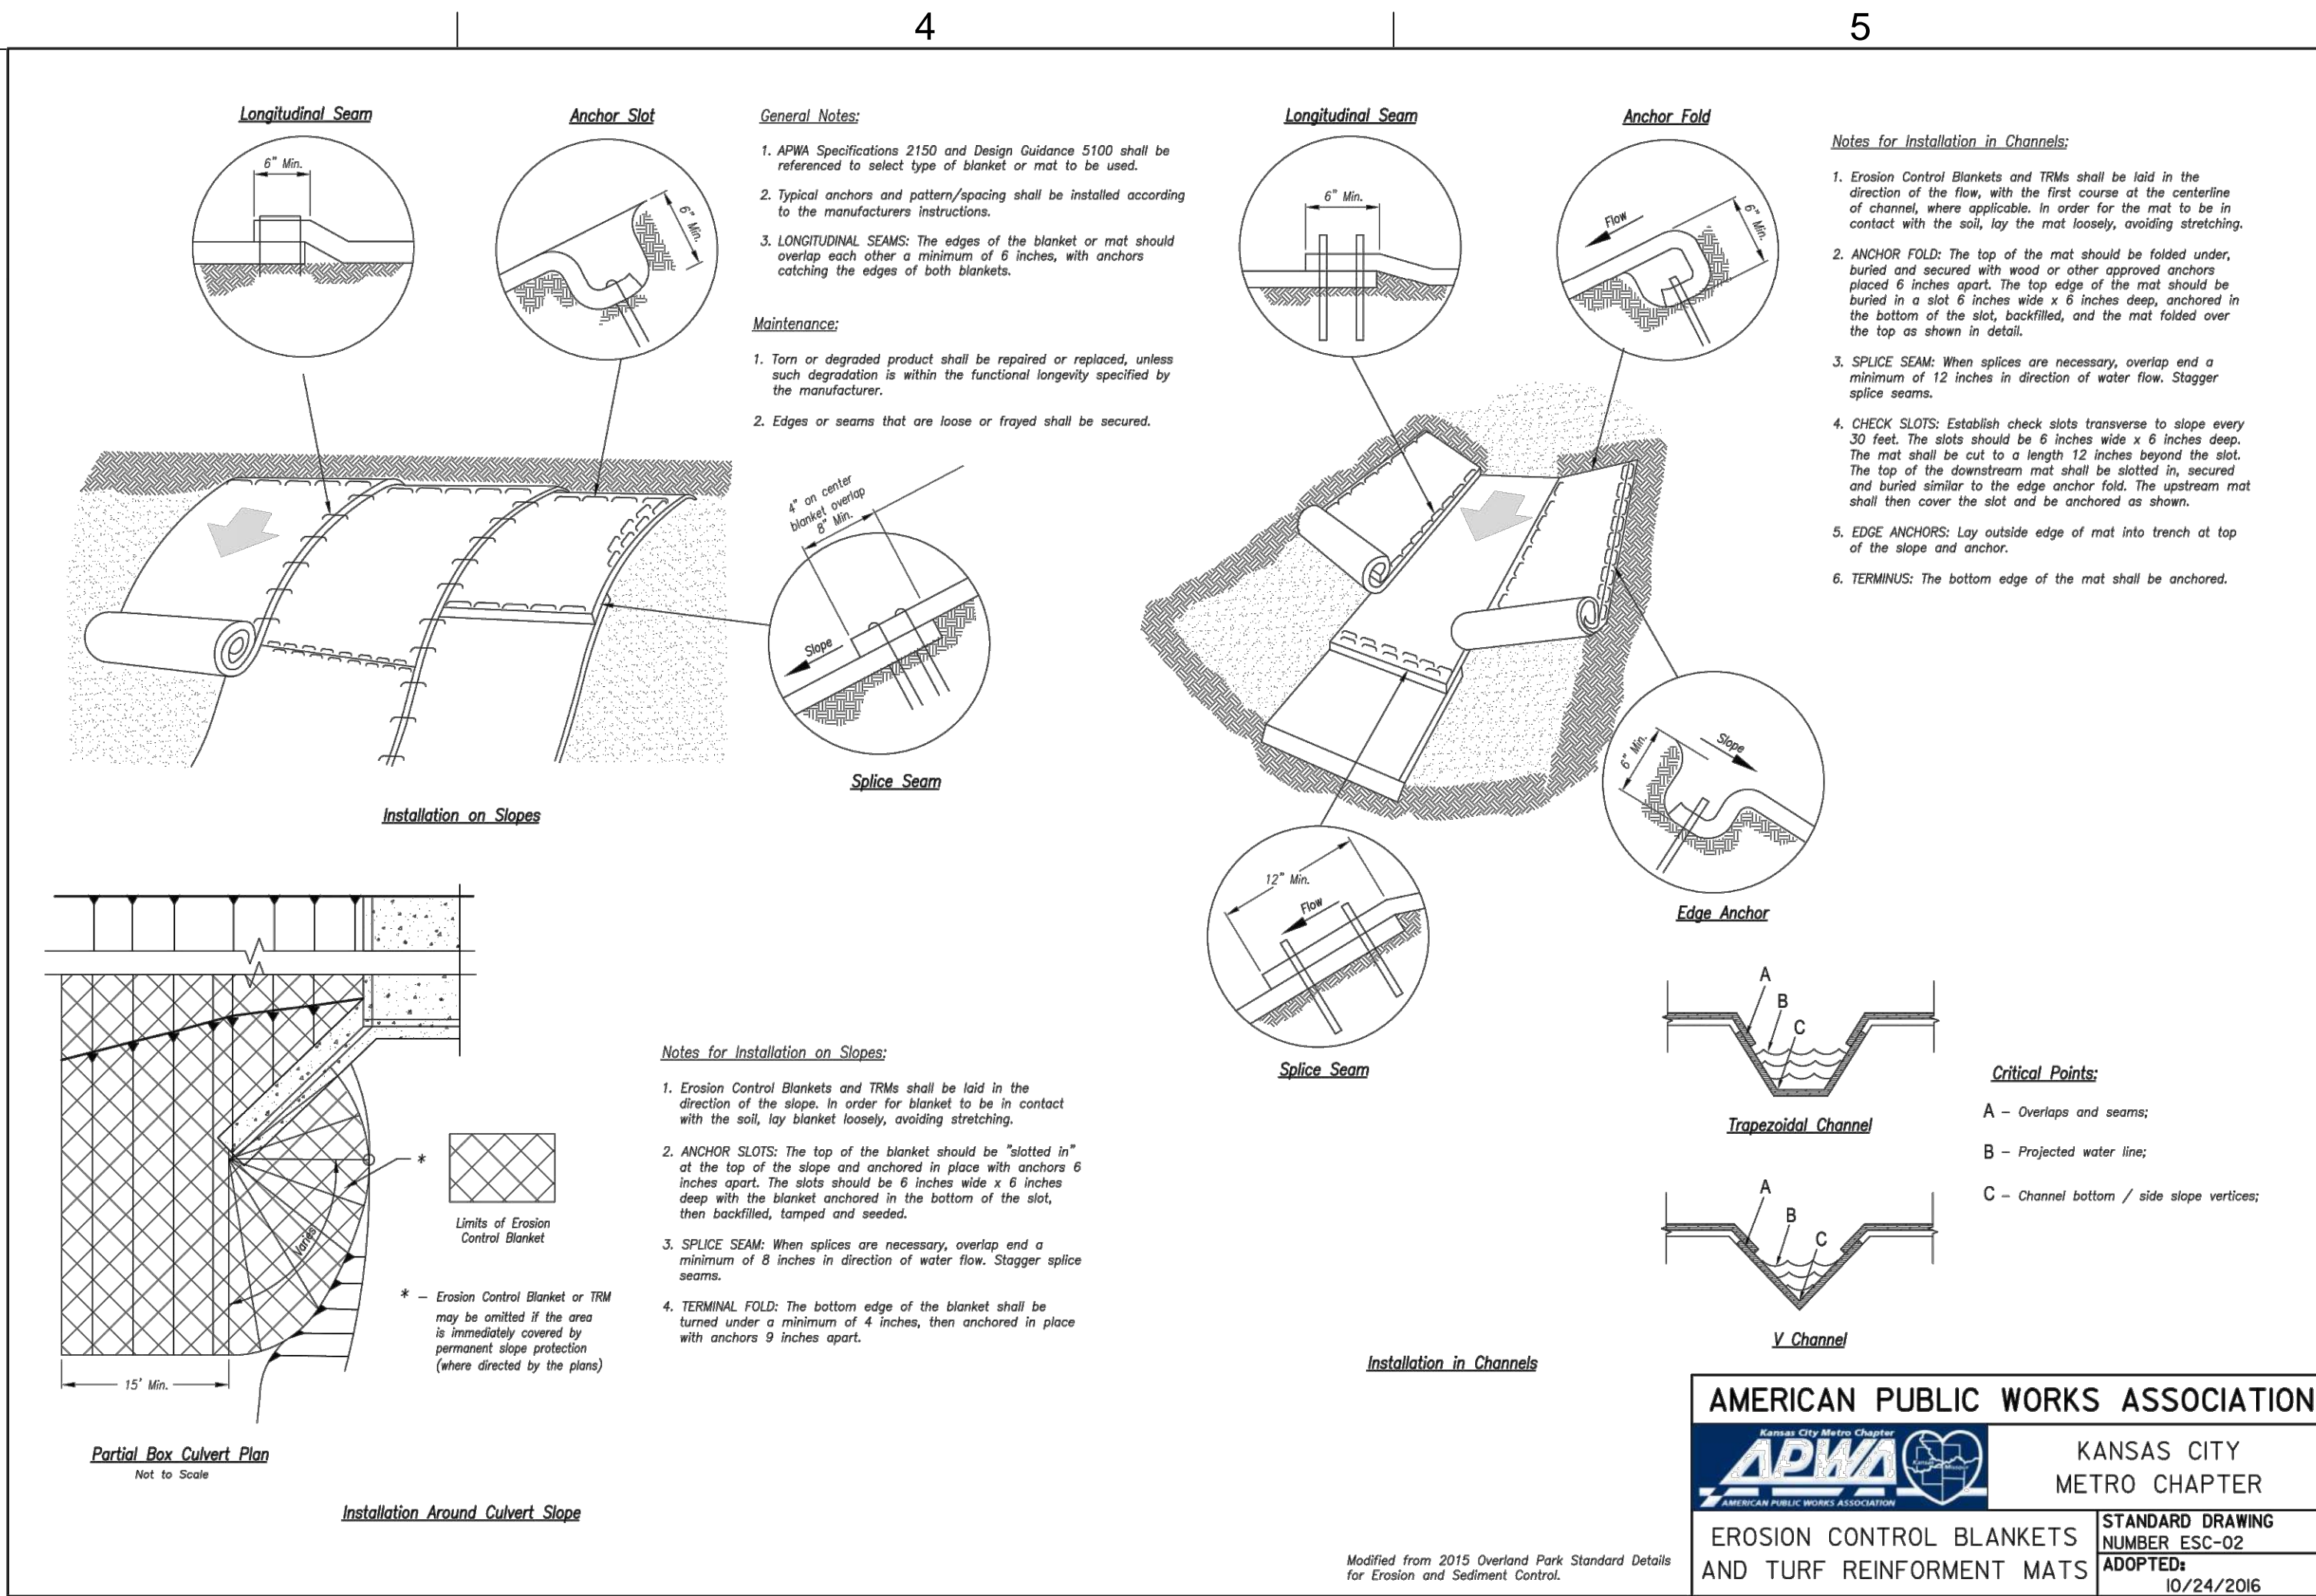 4
5
Longitudinal Seam
6" Min.
Anchor Slot
6" Min.
General Notes:
1. APWA Specifications 2150 and Design Guidance 5100 shall be
referenced to select type of blanket or mat to be used.
2. Typical anchors and pattern/spacing shall be installed according
to the manufacturers instructions.
3. LONGITUDINAL SEAMS: The edges of the blanket or mat should
overlap each other a minimum of 6 inches, with anchors
catching the edges of both blankets.
Maintenance:
1. Torn or degraded product shall be repaired or replaced, unless
such degradation is within the functional longevity specified by
the manufacturer.
2. Edges or seams that are loose or frayed shall be secured.
4" on center
blanket overlap
8" Min.
Slope
Splice Seam
Installation on Slopes
Longitudinal Seam
6" Min.
Anchor Fold
Flow
6" Min.
Notes for Installation in Channels:
1. Erosion Control Blankets and TRMs shall be laid in the
direction of the flow, with the first course at the centerline
of channel, where applicable. In order for the mat to be in
contact with the soil, lay the mat loosely, avoiding stretching.
2. ANCHOR FOLD: The top of the mat should be folded under,
buried and secured with wood or other approved anchors
placed 6 inches apart. The top edge of the mat should be
buried in a slot 6 inches wide x 6 inches deep, anchored in
the bottom of the slot, backfilled, and the mat folded over
the top as shown in detail.
3. SPLICE SEAM: When splices are necessary, overlap end a
minimum of 12 inches in direction of water flow. Stagger
splice seams.
4. CHECK SLOTS: Establish check slots transverse to slope every
30 feet. The slots should be 6 inches wide x 6 inches deep.
The mat shall be cut to a length 12 inches beyond the slot.
The top of the downstream mat shall be slotted in, secured
and buried similar to the edge anchor fold. The upstream mat
shall then cover the slot and be anchored as shown.
5. EDGE ANCHORS: Lay outside edge of mat into trench at top
of the slope and anchor.
6. TERMINUS: The bottom edge of the mat shall be anchored.
6" Min.
Slope
Edge Anchor
12" Min.
Flow
Splice Seam
A
B
C
Trapezoidal Channel
A
B
C
V Channel
Critical Points:
A – Overlaps and seams;
B – Projected water line;
C – Channel bottom / side slope vertices;
Installation in Channels
Varies
*
Limits of Erosion
Control Blanket
* – Erosion Control Blanket or TRM
may be omitted if the area
is immediately covered by
permanent slope protection
(where directed by the plans)
15' Min.
Partial Box Culvert Plan
Not to Scale
Installation Around Culvert Slope
Notes for Installation on Slopes:
1. Erosion Control Blankets and TRMs shall be laid in the
direction of the slope. In order for blanket to be in contact
with the soil, lay blanket loosely, avoiding stretching.
2. ANCHOR SLOTS: The top of the blanket should be "slotted in"
at the top of the slope and anchored in place with anchors 6
inches apart. The slots should be 6 inches wide x 6 inches
deep with the blanket anchored in the bottom of the slot,
then backfilled, tamped and seeded.
3. SPLICE SEAM: When splices are necessary, overlap end a
minimum of 8 inches in direction of water flow. Stagger splice
seams.
4. TERMINAL FOLD: The bottom edge of the blanket shall be
turned under a minimum of 4 inches, then anchored in place
with anchors 9 inches apart.
Modified from 2015 Overland Park Standard Details
for Erosion and Sediment Control.
AMERICAN PUBLIC WORKS ASSOCIATION
Kansas City Metro Chapter
APWA
Kansas Missouri
AMERICAN PUBLIC WORKS ASSOCIATION
KANSAS CITY
METRO CHAPTER
EROSION CONTROL BLANKETS
AND TURF REINFORMENT MATS
STANDARD DRAWING
NUMBER ESC-02
ADOPTED:
10/24/2016